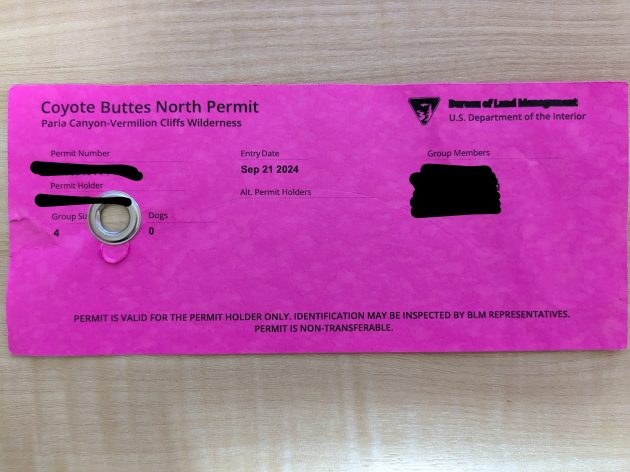 Coyote Buttes North Permit
Paria Canyon-Vermilion Cliffs Wilderness
Bureau of Land Management
U.S. Department of the Interior
Permit Number
Permit Holder
Group Si
4
Dogs
0
Entry Date
Sep 21 2024
Alt. Permit Holders
Group Members
PERMIT IS VALID FOR THE PERMIT HOLDER ONLY. IDENTIFICATION MAY BE INSPECTED BY BLM REPRESENTATIVES.
PERMIT IS NON-TRANSFERABLE.